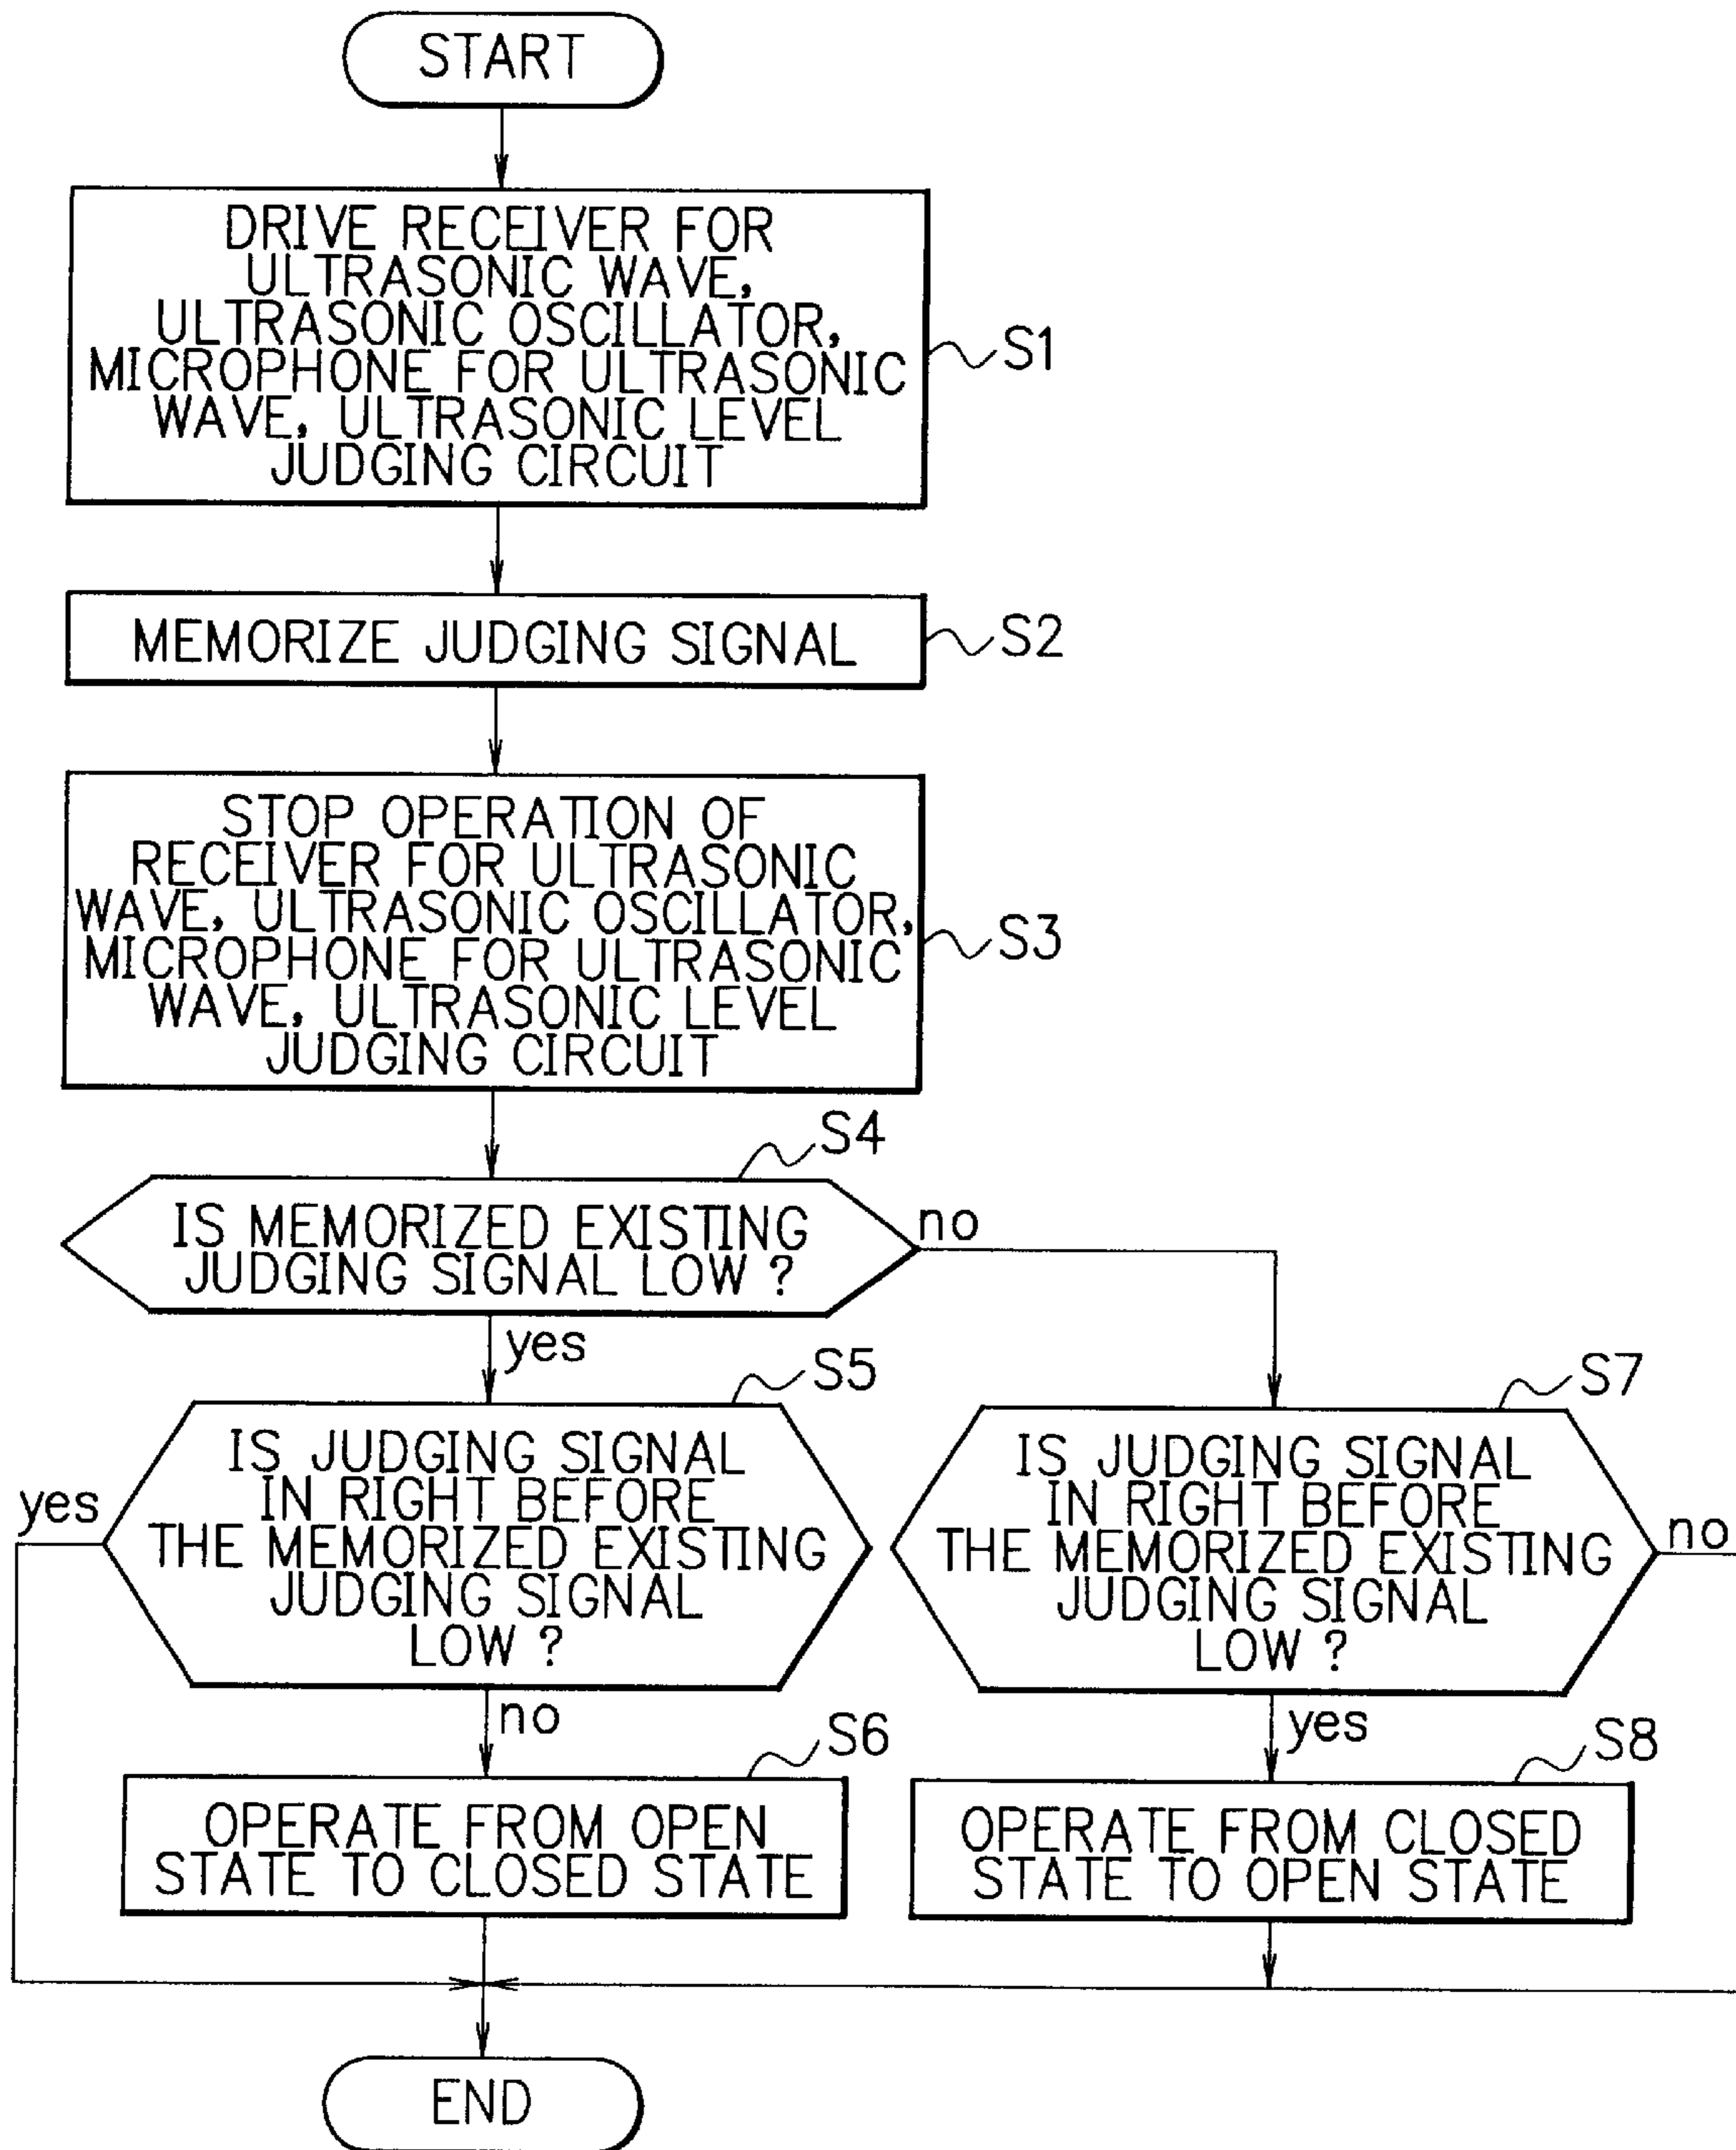 START
DRIVE RECEIVER FOR
ULTRASONIC WAVE,
ULTRASONIC OSCILLATOR,
MICROPHONE FOR ULTRASONIC
WAVE, ULTRASONIC LEVEL
JUDGING CIRCUIT
S1
MEMORIZE JUDGING SIGNAL
S2
STOP OPERATION OF
RECEIVER FOR ULTRASONIC
WAVE, ULTRASONIC OSCILLATOR,
MICROPHONE FOR ULTRASONIC
WAVE, ULTRASONIC LEVEL
JUDGING CIRCUIT
S3
S4
IS MEMORIZED EXISTING
JUDGING SIGNAL LOW ?
no
yes
S5
IS JUDGING SIGNAL
IN RIGHT BEFORE
THE MEMORIZED EXISTING
JUDGING SIGNAL
LOW ?
yes
no
S6
OPERATE FROM OPEN
STATE TO CLOSED STATE
S7
IS JUDGING SIGNAL
IN RIGHT BEFORE
THE MEMORIZED EXISTING
JUDGING SIGNAL
LOW ?
no
yes
S8
OPERATE FROM CLOSED
STATE TO OPEN STATE
END